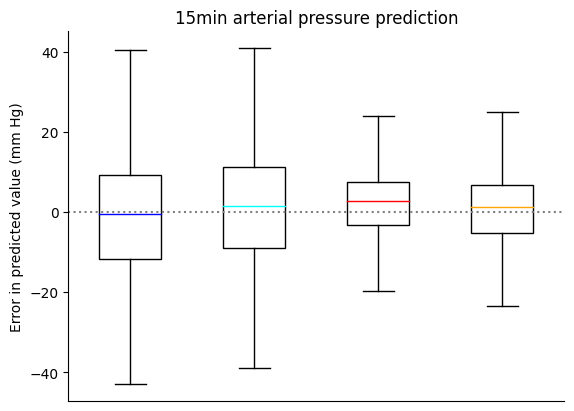 15min arterial pressure prediction
Error in predicted value (mm Hg)
40
20
0
−20
−40